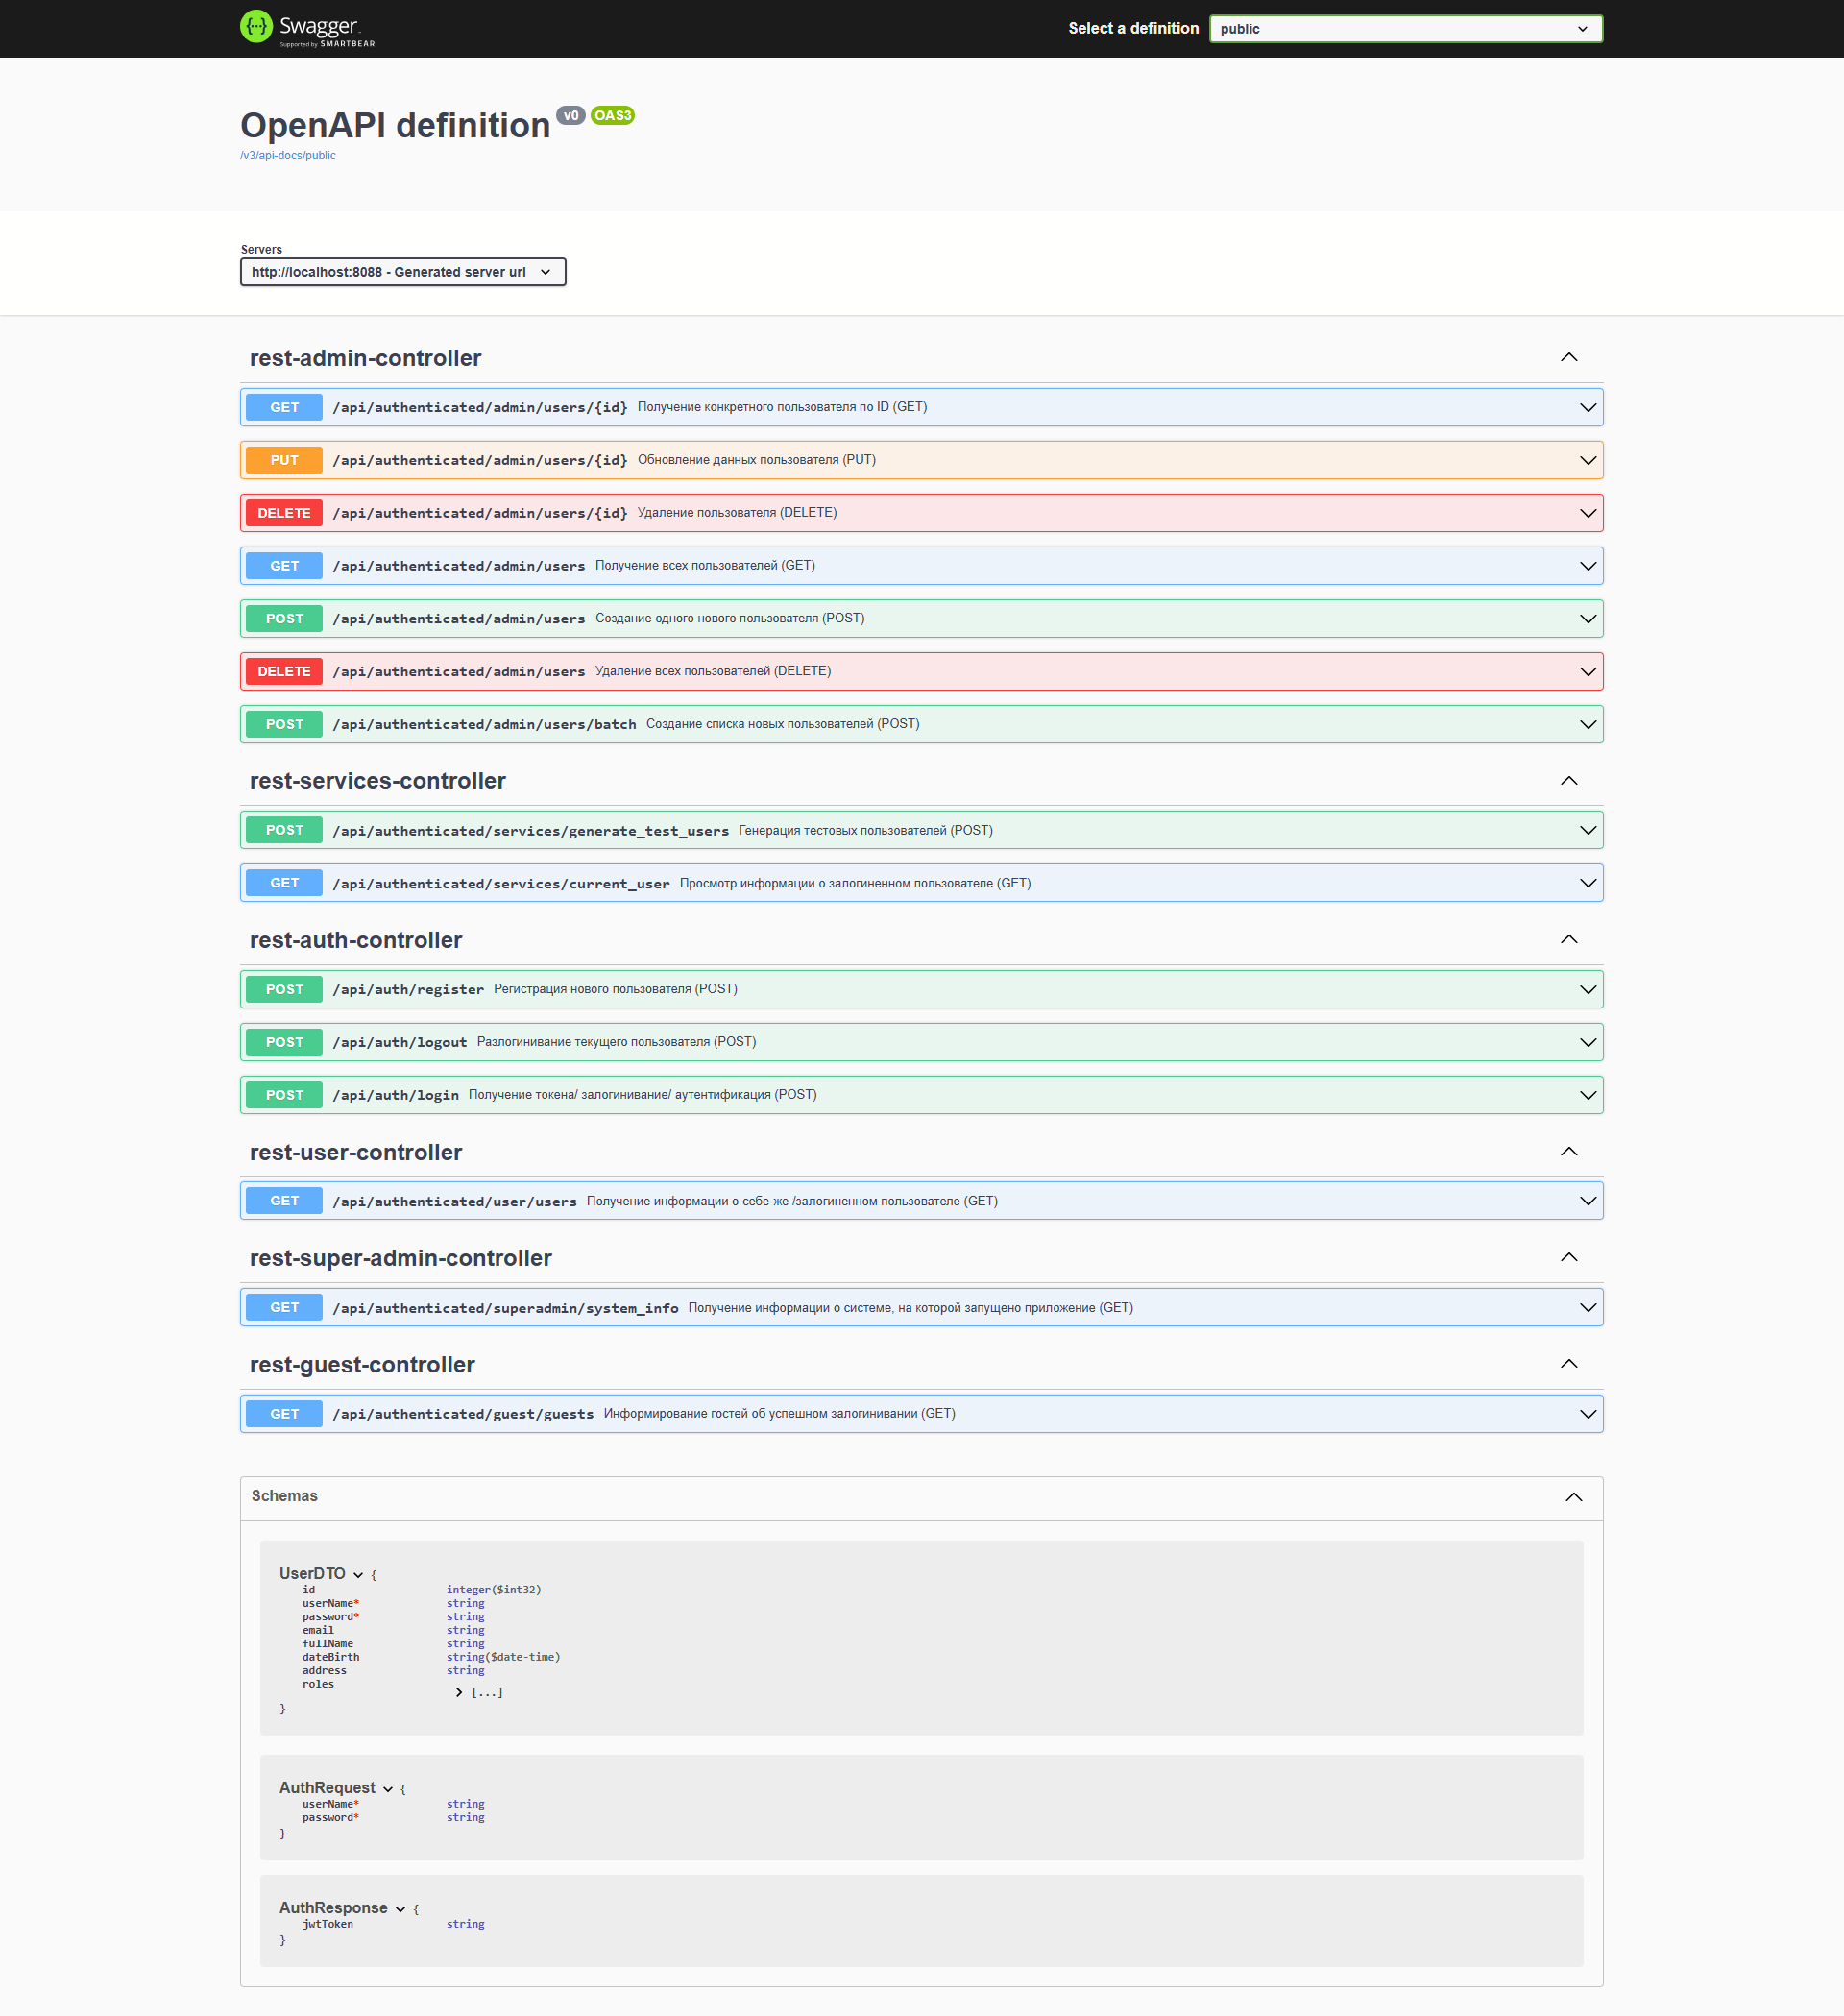 Swagger
Supported by SMARTBEAR
Select a definition public
OpenAPI definition v0 OAS3
/v3/api-docs/public
Servers
http://localhost:8088 - Generated server url
rest-admin-controller
GET /api/authenticated/admin/users/{id} Получение конкретного пользователя по ID (GET)
PUT /api/authenticated/admin/users/{id} Обновление данных пользователя (PUT)
DELETE /api/authenticated/admin/users/{id} Удаление пользователя (DELETE)
GET /api/authenticated/admin/users Получение всех пользователей (GET)
POST /api/authenticated/admin/users Создание одного нового пользователя (POST)
DELETE /api/authenticated/admin/users Удаление всех пользователей (DELETE)
POST /api/authenticated/admin/users/batch Создание списка новых пользователей (POST)
rest-services-controller
POST /api/authenticated/services/generate_test_users Генерация тестовых пользователей (POST)
GET /api/authenticated/services/current_user Просмотр информации о залогиненном пользователе (GET)
rest-auth-controller
POST /api/auth/register Регистрация нового пользователя (POST)
POST /api/auth/logout Разлогинивание текущего пользователя (POST)
POST /api/auth/login Получение токена/ залогинивание/ аутентификация (POST)
rest-user-controller
GET /api/authenticated/user/users Получение информации о себе-же /залогиненном пользователе (GET)
rest-super-admin-controller
GET /api/authenticated/superadmin/system_info Получение информации о системе, на которой запущено приложение (GET)
rest-guest-controller
GET /api/authenticated/guest/guests Информирование гостей об успешном залогинивании (GET)
Schemas
UserDTO {
id integer($int32)
userName* string
password* string
email string
fullName string
dateBirth string($date-time)
address string
roles
[...]
}
AuthRequest {
userName* string
password* string
}
AuthResponse {
jwtToken string
}